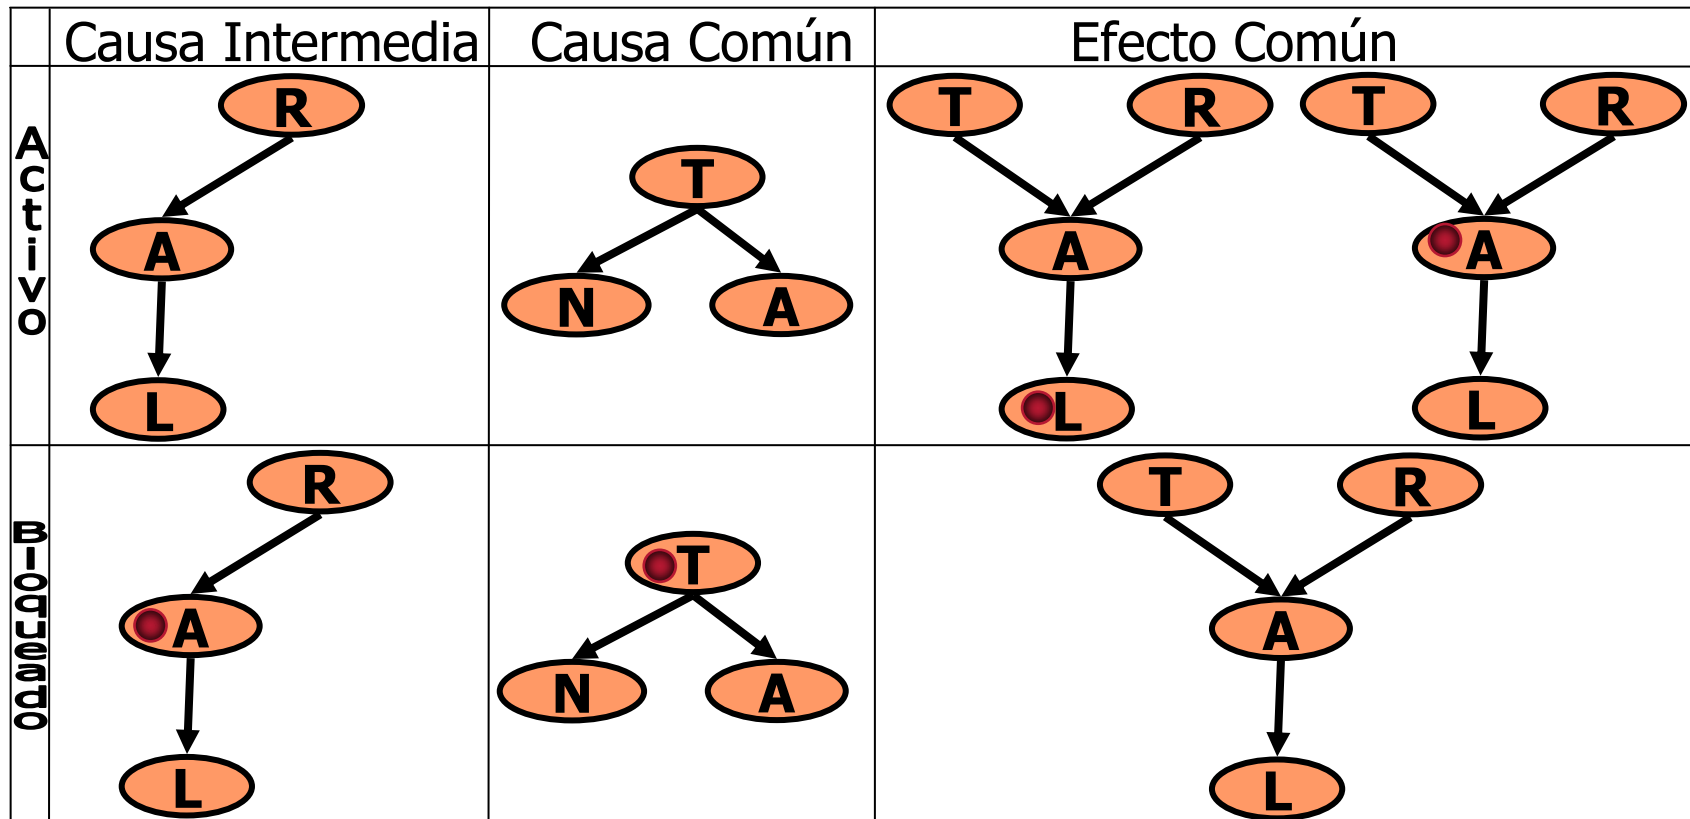 Causa Intermedia
Causa Común
Efecto Común
Activo
R
A
L
T
N
A
T
R
A
L
T
R
A
L
Bloqueado
R
A
L
T
N
A
T
R
A
L